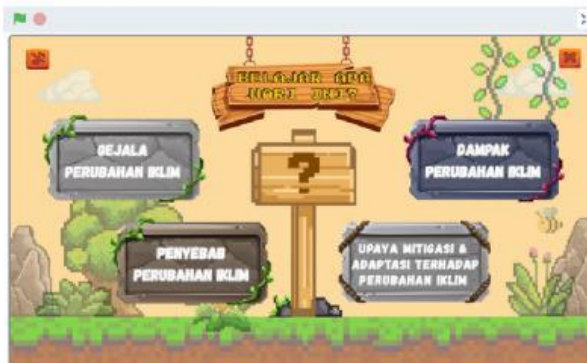 BELAJAR APA
HARI INI?
GEJALA
PERUBAHAN IKLIM
DAMPAK
PERUBAHAN IKLIM
?
PENYEBAB
PERUBAHAN IKLIM
UPAYA MITIGASI &
ADAPTASI TERHADAP
PERUBAHAN IKLIM